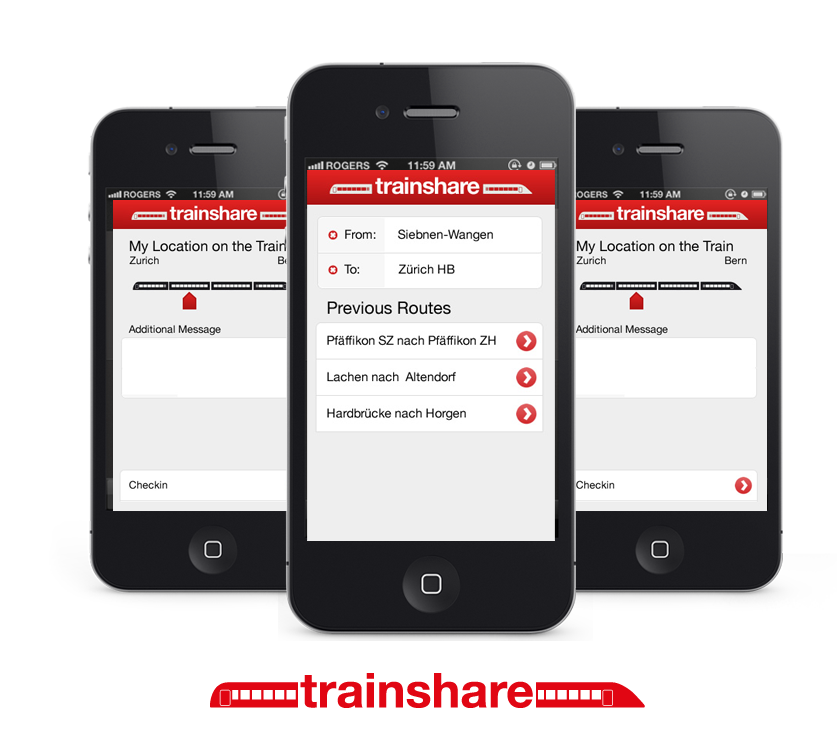 ROGERS 11:59 AM
trainshare
My Location on the Train
Zurich Be
Additional Message
Checkin
ROGERS 11:59 AM
trainshare
From: Siebnen-Wangen
To: Zürich HB
Previous Routes
Pfäffikon SZ nach Pfäffikon ZH
Lachen nach Altendorf
Hardbrücke nach Horgen
OGERS 11:59 AM
trainshare
My Location on the Train
Zurich Bern
Additional Message
Checkin
trainshare